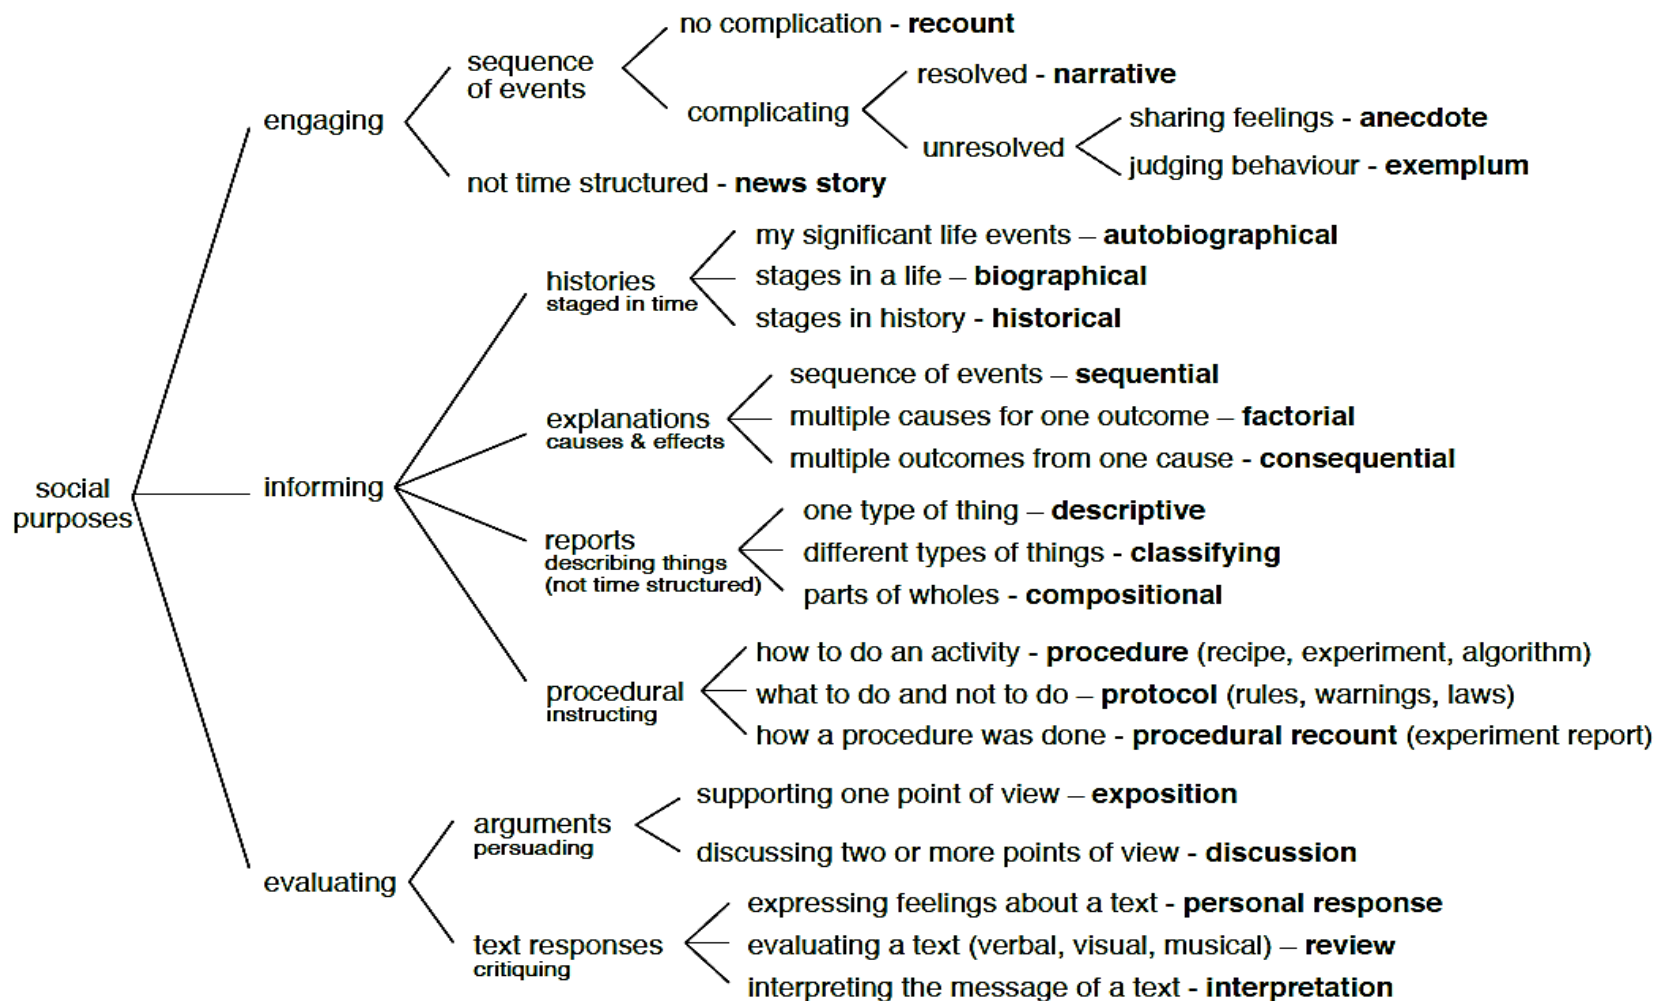 social
purposes
engaging
sequence
of events
no complication - recount
complicating
resolved - narrative
unresolved
sharing feelings - anecdote
judging behaviour - exemplum
not time structured - news story
informing
histories
staged in time
my significant life events – autobiographical
stages in a life – biographical
stages in history - historical
explanations
causes & effects
sequence of events – sequential
multiple causes for one outcome – factorial
multiple outcomes from one cause - consequential
reports
describing things
(not time structured)
one type of thing – descriptive
different types of things - classifying
parts of wholes - compositional
procedural
instructing
how to do an activity - procedure (recipe, experiment, algorithm)
what to do and not to do – protocol (rules, warnings, laws)
how a procedure was done - procedural recount (experiment report)
evaluating
arguments
persuading
supporting one point of view – exposition
discussing two or more points of view - discussion
text responses
critiquing
expressing feelings about a text - personal response
evaluating a text (verbal, visual, musical) – review
interpreting the message of a text - interpretation